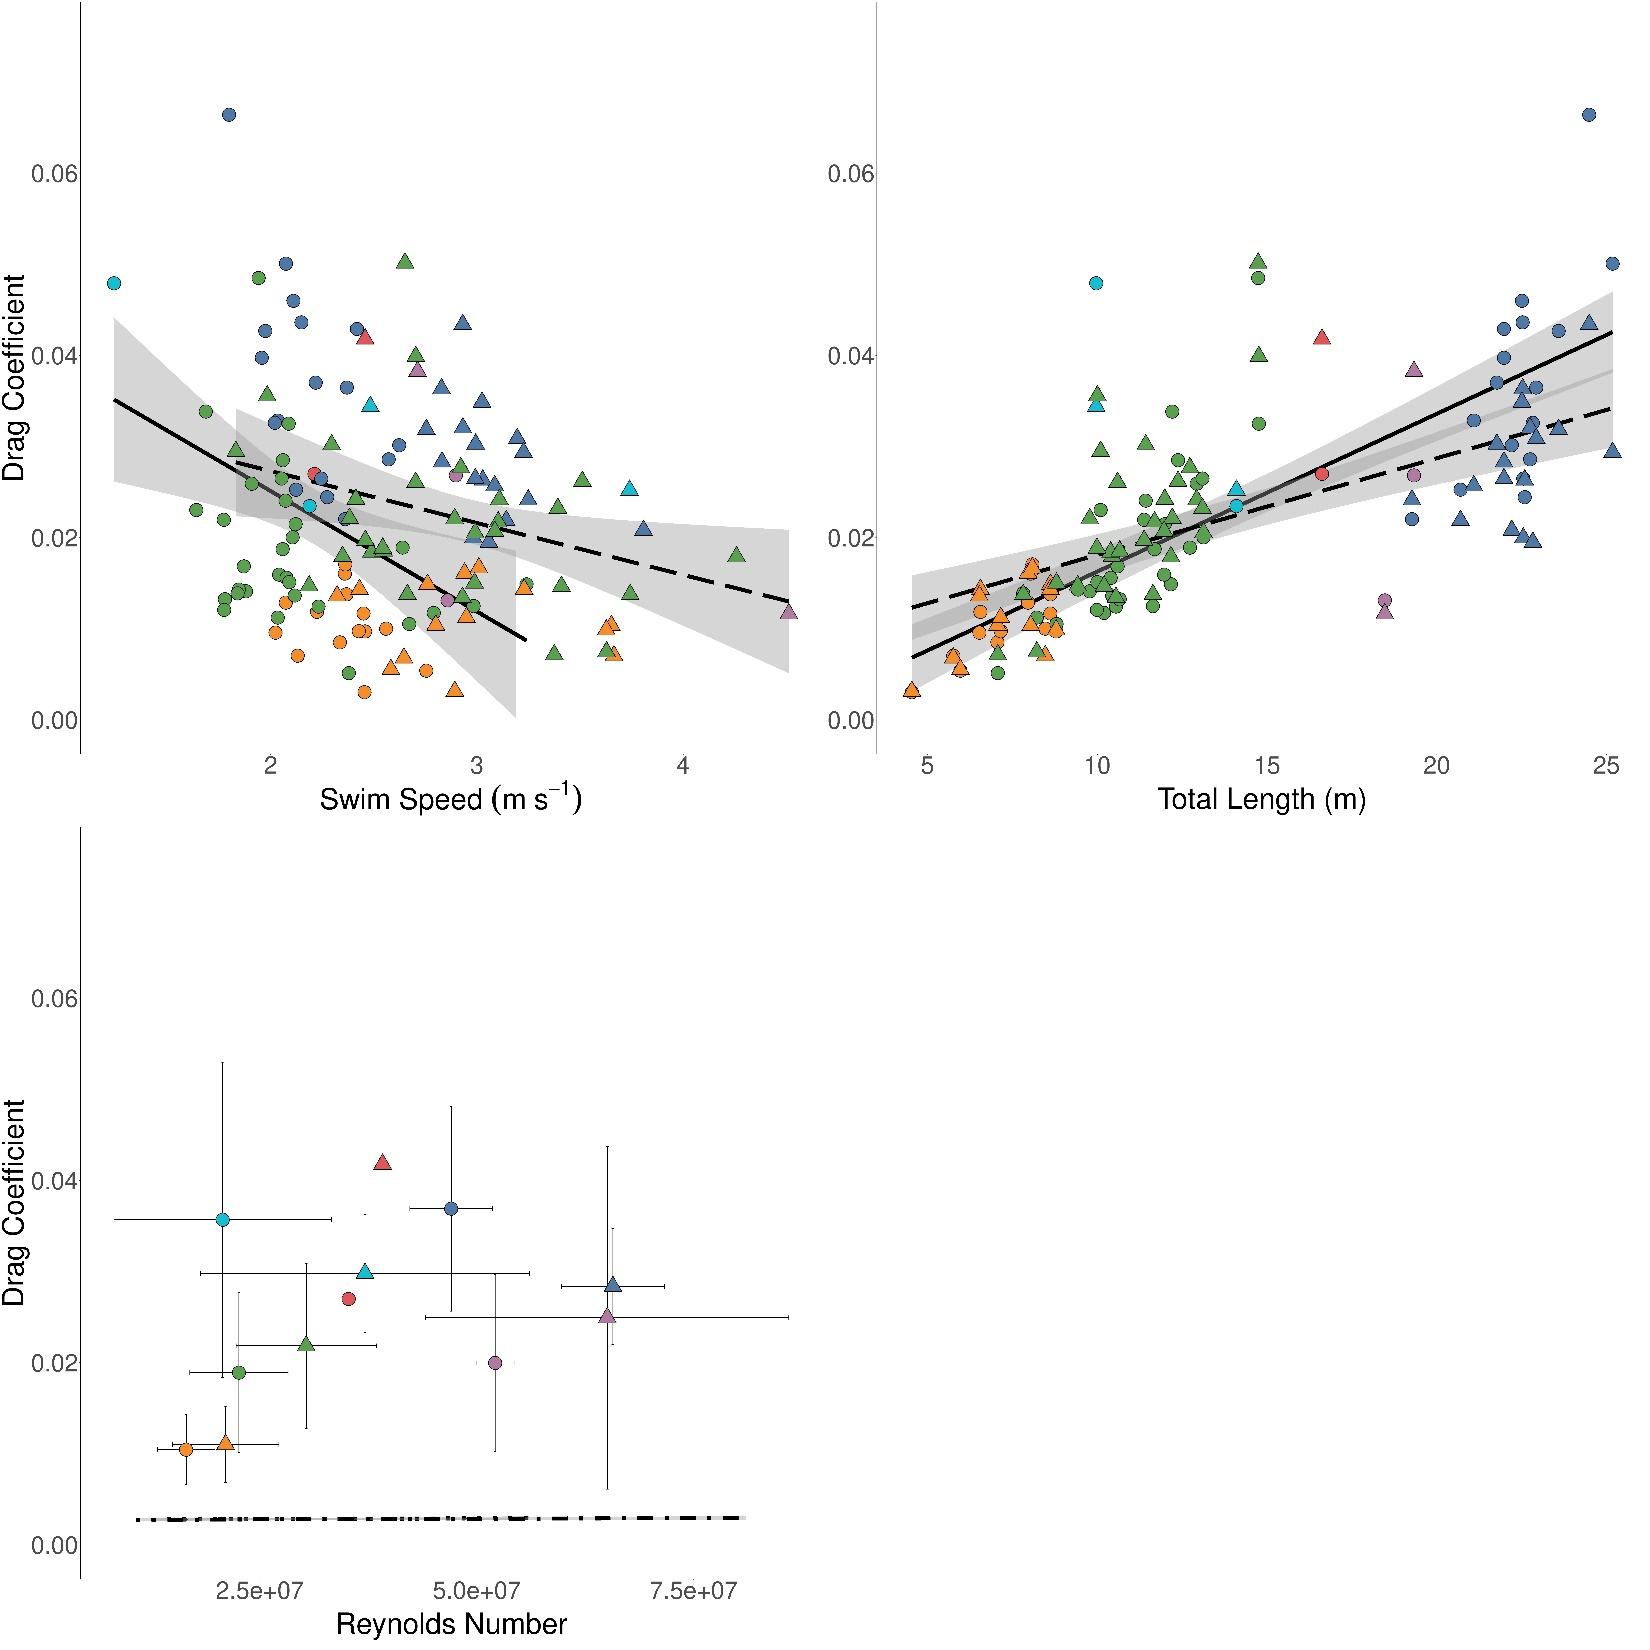 Drag Coefficient
0.06
0.04
0.02
0.00
2 3 4
Swim Speed (m s⁻¹)
0.06
0.04
0.02
0.00
5 10 15 20 25
Total Length (m)
Drag Coefficient
0.06
0.04
0.02
0.00
2.5e+07 5.0e+07 7.5e+07
Reynolds Number